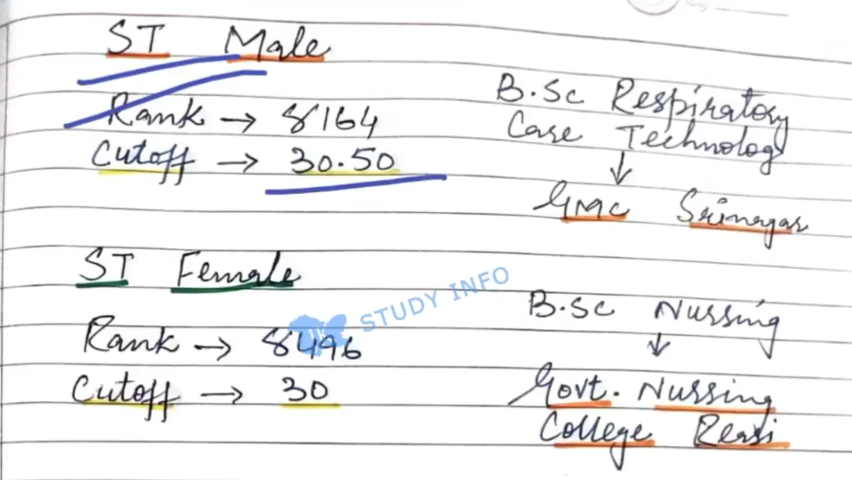 ST Male
Rank → 8164
Cutoff → 30.50
B.Sc Respiratory
Care Technology
↓
GMC Srinagar
ST Female
Rank → 8496
Cutoff → 30
STUDY INFO
B.Sc Nursing
↓
Govt. Nursing
College Reasi